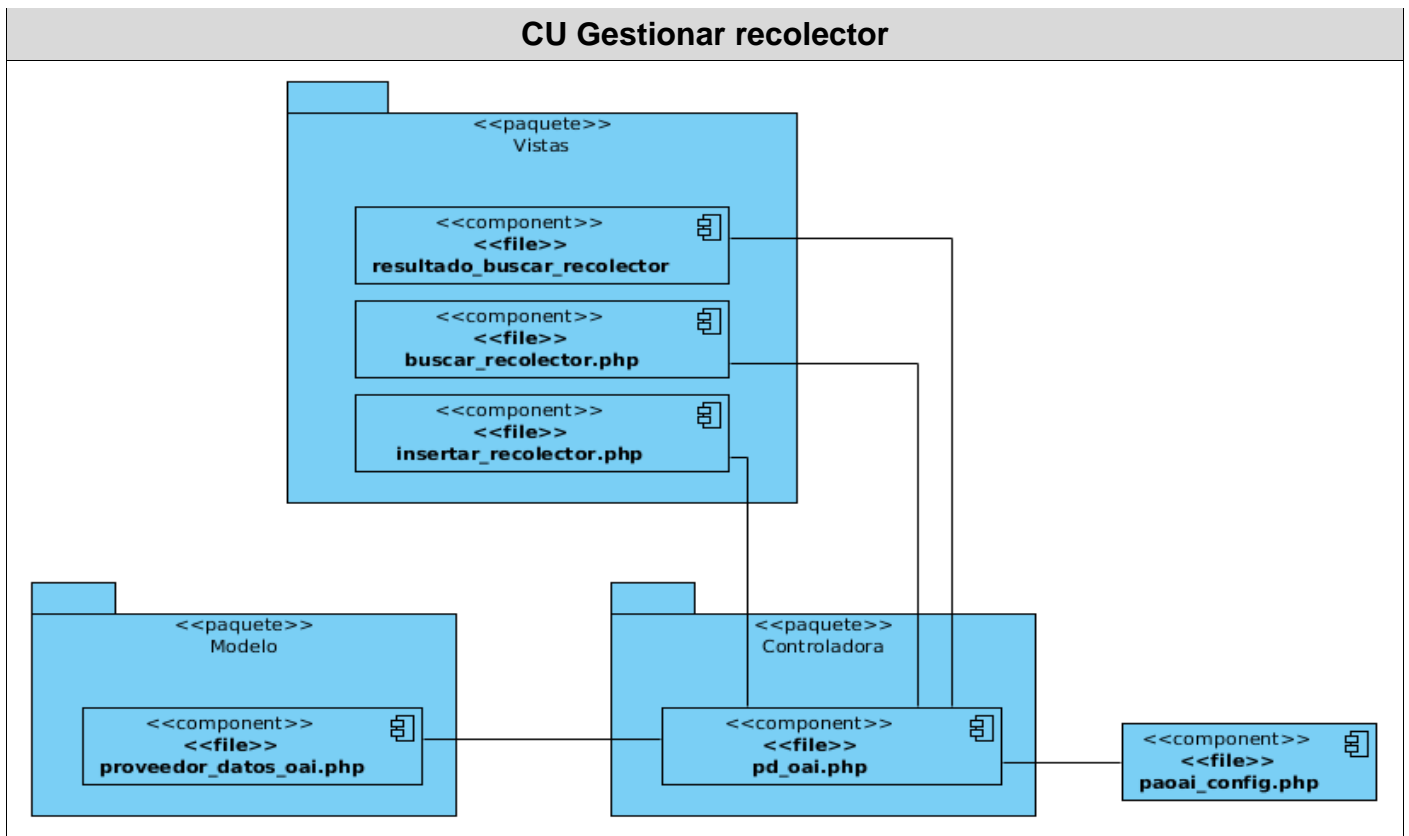 CU Gestionar recolector
<<paquete>>
Vistas
<<component>>
<<file>>
resultado_buscar_recolector
<<component>>
<<file>>
buscar_recolector.php
<<component>>
<<file>>
insertar_recolector.php
<<paquete>>
Modelo
<<component>>
<<file>>
proveedor_datos_oai.php
<<paquete>>
Controladora
<<component>>
<<file>>
pd_oai.php
<<component>>
<<file>>
paoai_config.php